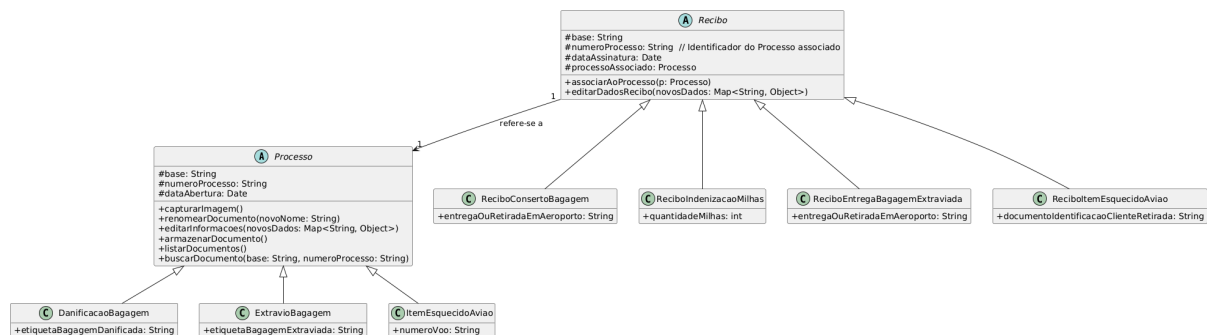 A Recibo
#base: String
#numeroProcesso: String // Identificador do Processo associado
#dataAssinatura: Date
#processoAssociado: Processo
+associarAoProcesso(p: Processo)
+editarDadosRecibo(novosDados: Map<String, Object>)
1
refere-se a
1
A Processo
#base: String
#numeroProcesso: String
#dataAbertura: Date
+capturarImagem()
+renomearDocumento(novoNome: String)
+editarInformacoes(novosDados: Map<String, Object>)
+armazenarDocumento()
+listarDocumentos()
+buscarDocumento(base: String, numeroProcesso: String)
C ReciboConsertoBagagem
+entregaOuRetiradaEmAeroporto: String
C ReciboIndenizacaoMilhas
+quantidadeMilhas: int
C ReciboEntregaBagagemExtraviada
+entregaOuRetiradaEmAeroporto: String
C ReciboItemEsquecidoAviao
+documentoIdentificacaoClienteRetirada: String
C DanificacaoBagagem
+etiquetaBagagemDanificada: String
C ExtravioBagagem
+etiquetaBagagemExtraviada: String
C ItemEsquecidoAviao
+numeroVoo: String